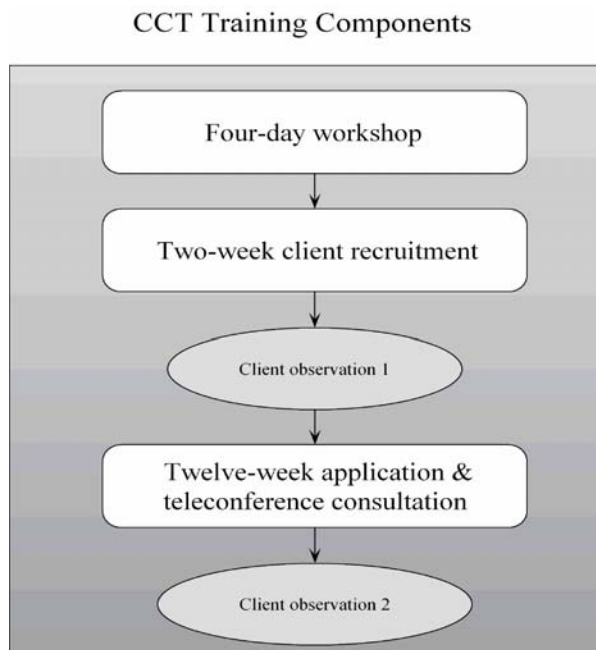 CCT Training Components
Four-day workshop
Two-week client recruitment
Client observation 1
Twelve-week application &
teleconference consultation
Client observation 2